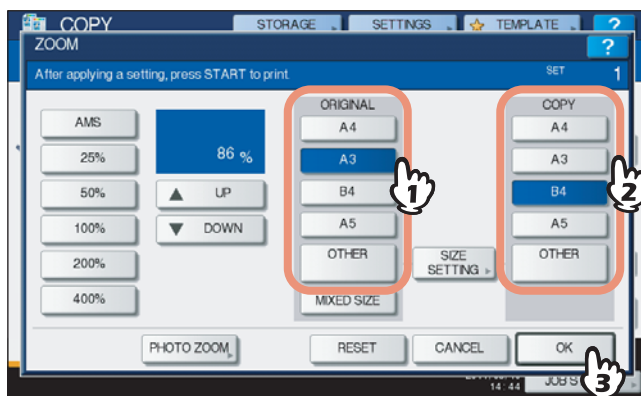 COPY
STORAGE
SETTINGS
TEMPLATE
?
ZOOM
?
After applying a setting, press START to print.
SET 1
AMS
25%
50%
100%
200%
400%
86 %
UP
DOWN
ORIGINAL
A4
A3
B4
A5
OTHER
MIXED SIZE
1
SIZE
SETTING
COPY
A4
A3
B4
A5
OTHER
2
PHOTO ZOOM
RESET
CANCEL
OK
3
14:44
JOB S